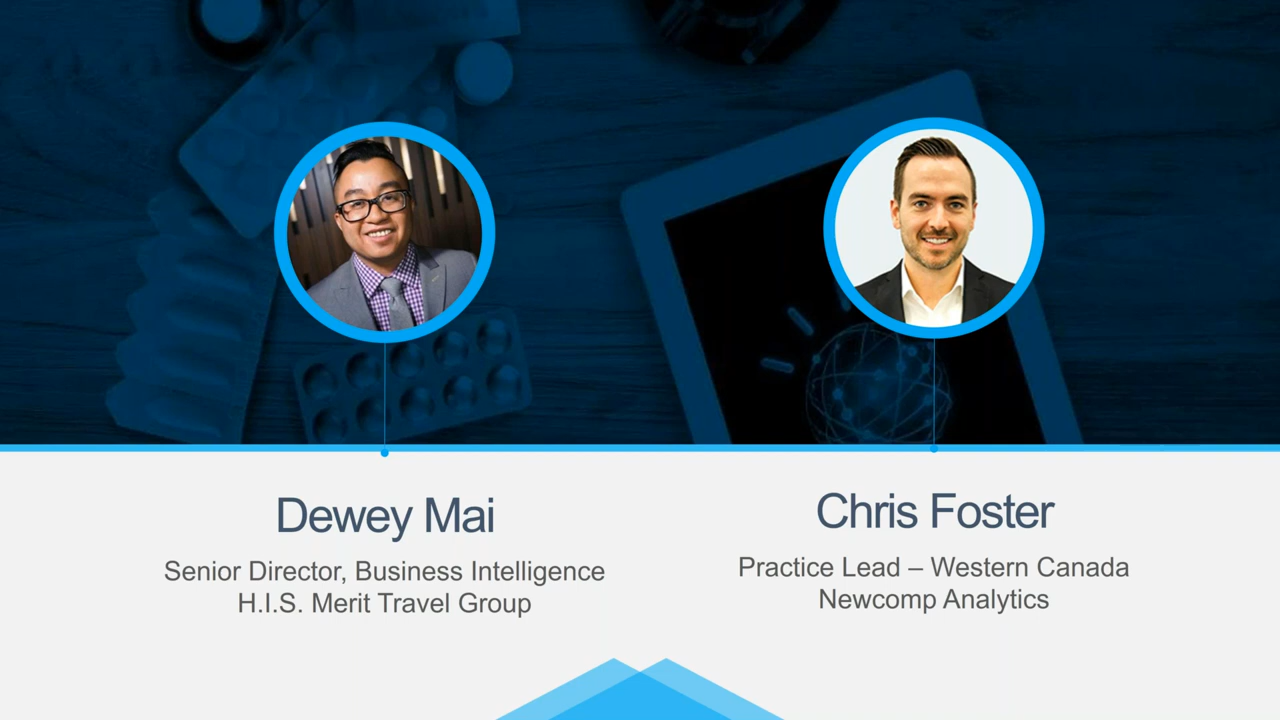 Dewey Mai
Senior Director, Business Intelligence
H.I.S. Merit Travel Group
Chris Foster
Practice Lead – Western Canada
Newcomp Analytics